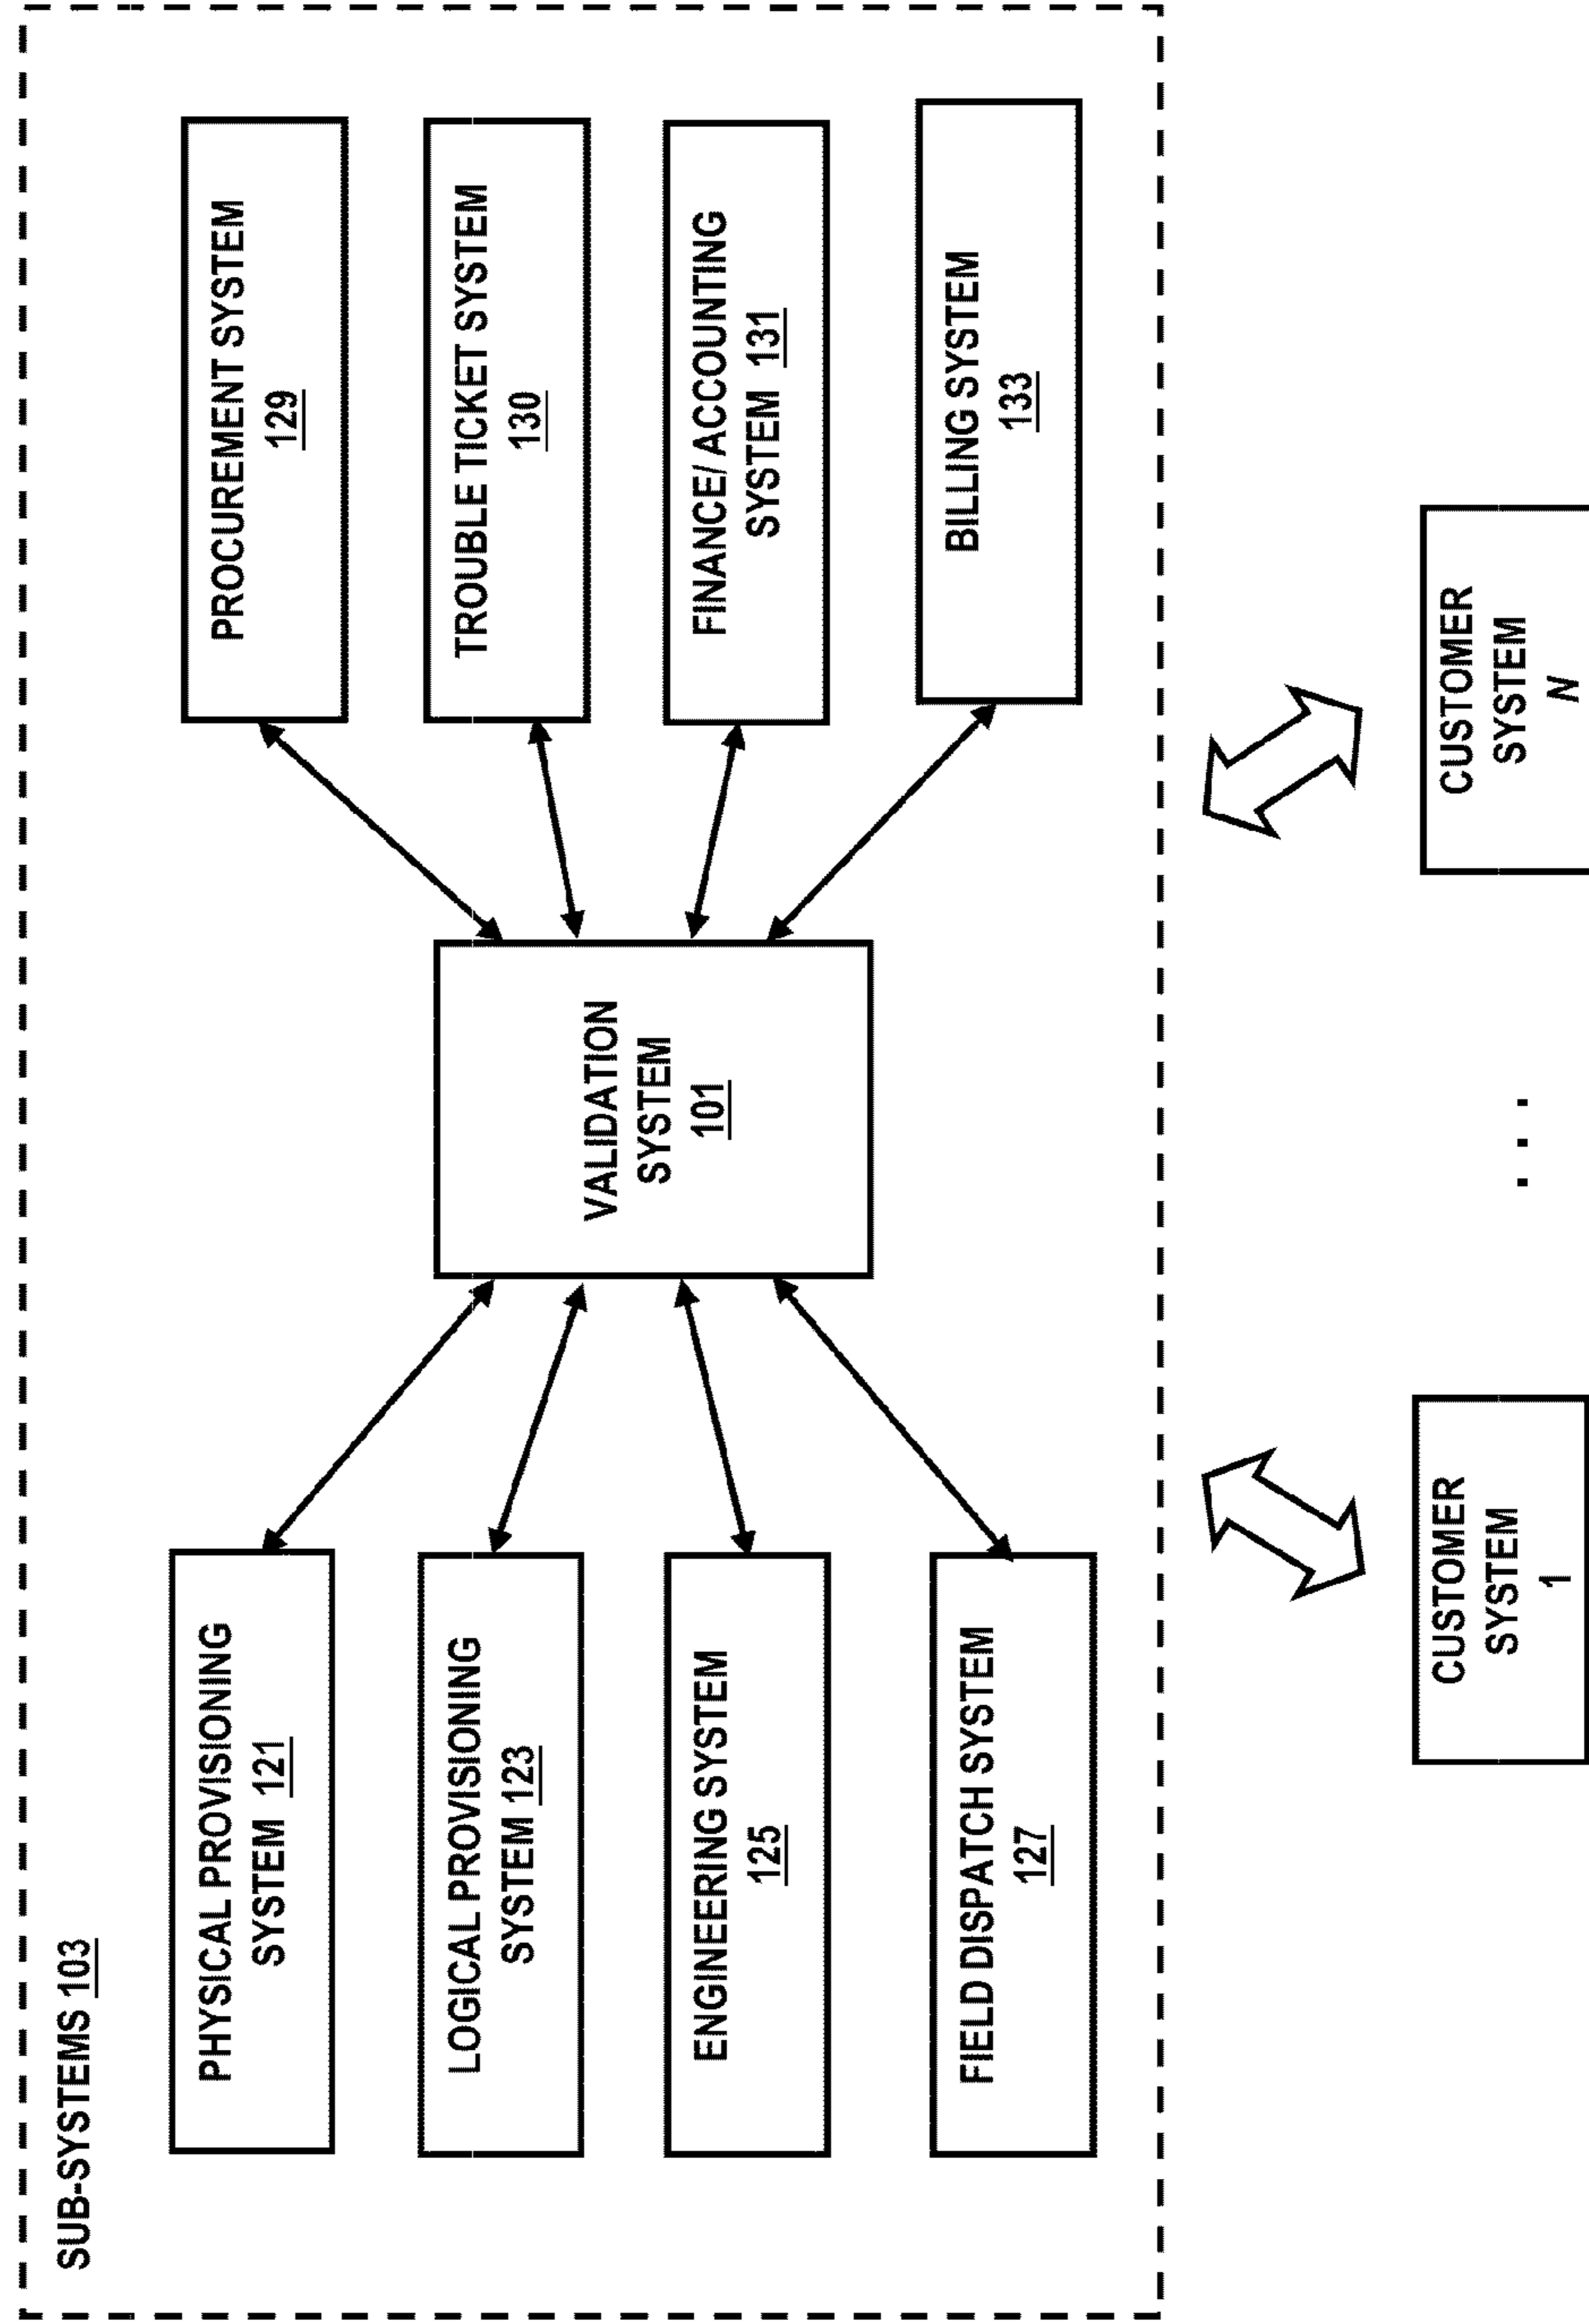 SUB-SYSTEMS 103
PHYSICAL PROVISIONING
SYSTEM 121
LOGICAL PROVISIONING
SYSTEM 123
ENGINEERING SYSTEM
125
FIELD DISPATCH SYSTEM
127
VALIDATION
SYSTEM
101
PROCUREMENT SYSTEM
129
TROUBLE TICKET SYSTEM
130
FINANCE/ ACCOUNTING
SYSTEM 131
BILLING SYSTEM
133
CUSTOMER
SYSTEM
1
. . .
CUSTOMER
SYSTEM
N